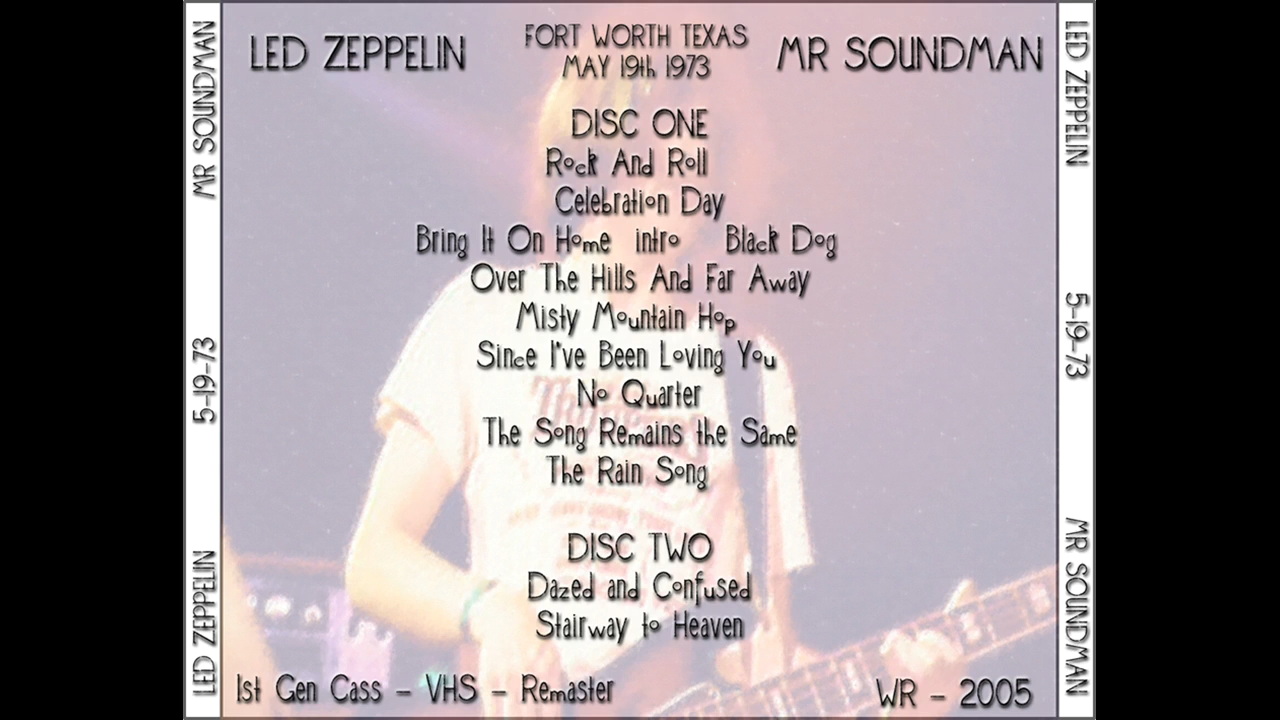 LED ZEPPELIN
FORT WORTH TEXAS
MAY 19th 1973
MR SOUNDMAN
DISC ONE
Rock And Roll
Celebration Day
Bring It On Home intro Black Dog
Over The Hills And Far Away
Misty Mountain Hop
Since I've Been Loving You
No Quarter
The Song Remains the Same
The Rain Song
DISC TWO
Dazed and Confused
Stairway to Heaven
1st Gen Cass - VHS - Remaster
WR - 2005
LED ZEPPELIN 5-19-73 MR SOUNDMAN
LED ZEPPELIN 5-19-73 MR SOUNDMAN